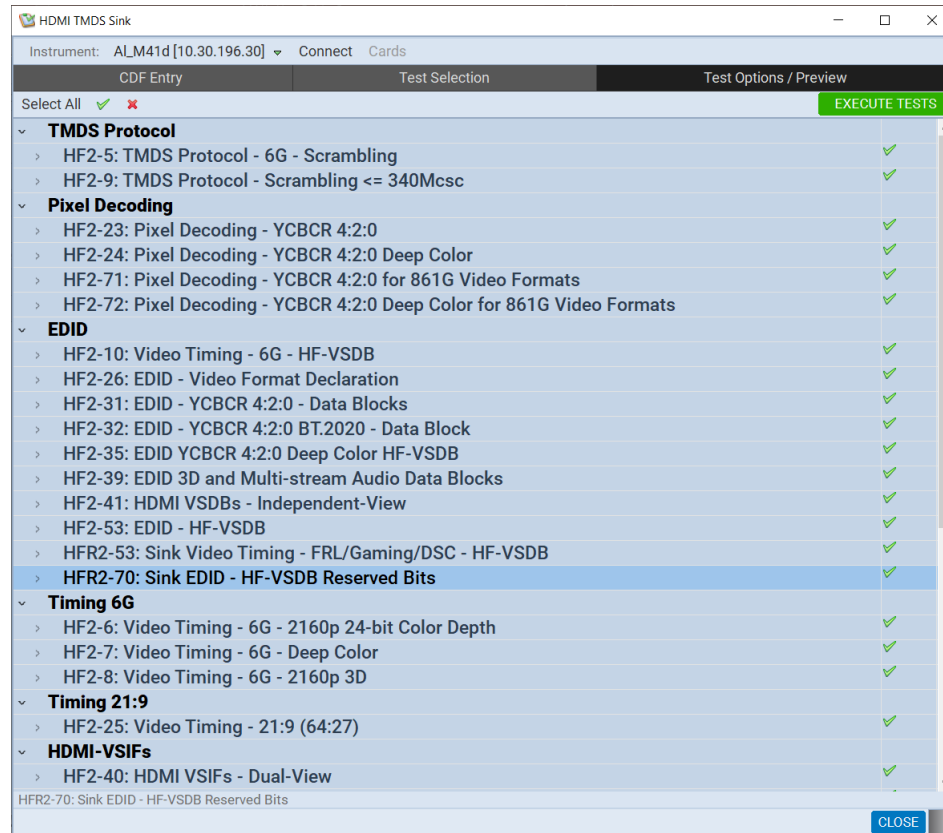 HDMI TMDS Sink
Instrument: Al_M41d [10.30.196.30] Connect Cards
CDF Entry Test Selection Test Options / Preview
Select All EXECUTE TESTS
TMDS Protocol
HF2-5: TMDS Protocol - 6G - Scrambling
HF2-9: TMDS Protocol - Scrambling <= 340Mcsc
Pixel Decoding
HF2-23: Pixel Decoding - YCBCR 4:2:0
HF2-24: Pixel Decoding - YCBCR 4:2:0 Deep Color
HF2-71: Pixel Decoding - YCBCR 4:2:0 for 861G Video Formats
HF2-72: Pixel Decoding - YCBCR 4:2:0 Deep Color for 861G Video Formats
EDID
HF2-10: Video Timing - 6G - HF-VSDB
HF2-26: EDID - Video Format Declaration
HF2-31: EDID - YCBCR 4:2:0 - Data Blocks
HF2-32: EDID - YCBCR 4:2:0 BT.2020 - Data Block
HF2-35: EDID YCBCR 4:2:0 Deep Color HF-VSDB
HF2-39: EDID 3D and Multi-stream Audio Data Blocks
HF2-41: HDMI VSDBs - Independent-View
HF2-53: EDID - HF-VSDB
HFR2-53: Sink Video Timing - FRL/Gaming/DSC - HF-VSDB
HFR2-70: Sink EDID - HF-VSDB Reserved Bits
Timing 6G
HF2-6: Video Timing - 6G - 2160p 24-bit Color Depth
HF2-7: Video Timing - 6G - Deep Color
HF2-8: Video Timing - 6G - 2160p 3D
Timing 21:9
HF2-25: Video Timing - 21:9 (64:27)
HDMI-VSIFs
HF2-40: HDMI VSIFs - Dual-View
HFR2-70: Sink EDID - HF-VSDB Reserved Bits
CLOSE